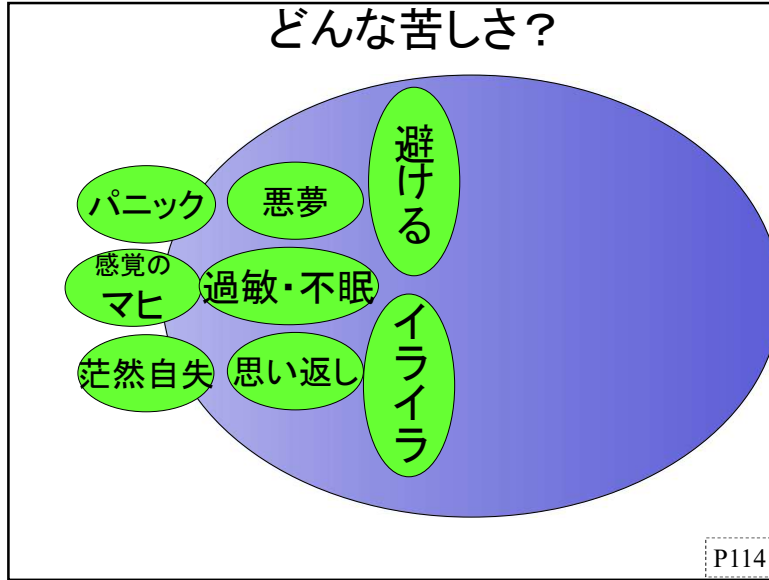 どんな苦しさ？
パニック
悪夢
避ける
感覚の
マヒ
過敏・不眠
茫然自失
思い返し
イライラ
P114